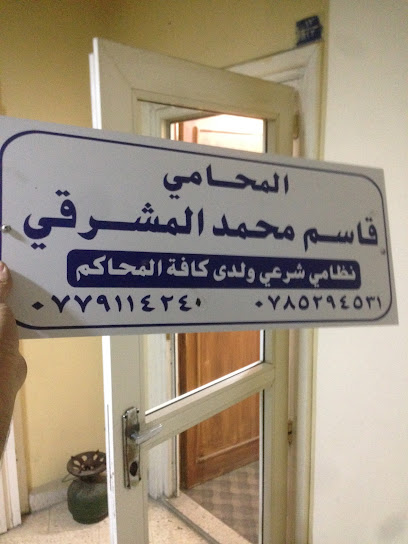 المحامي
قاسم محمد المشرقي
نظامي شرعي ولدى كافة المحاكم
٠٧٧٩١١٤٢٤٠ ٠٧٨٥٢٩٤٥٣١